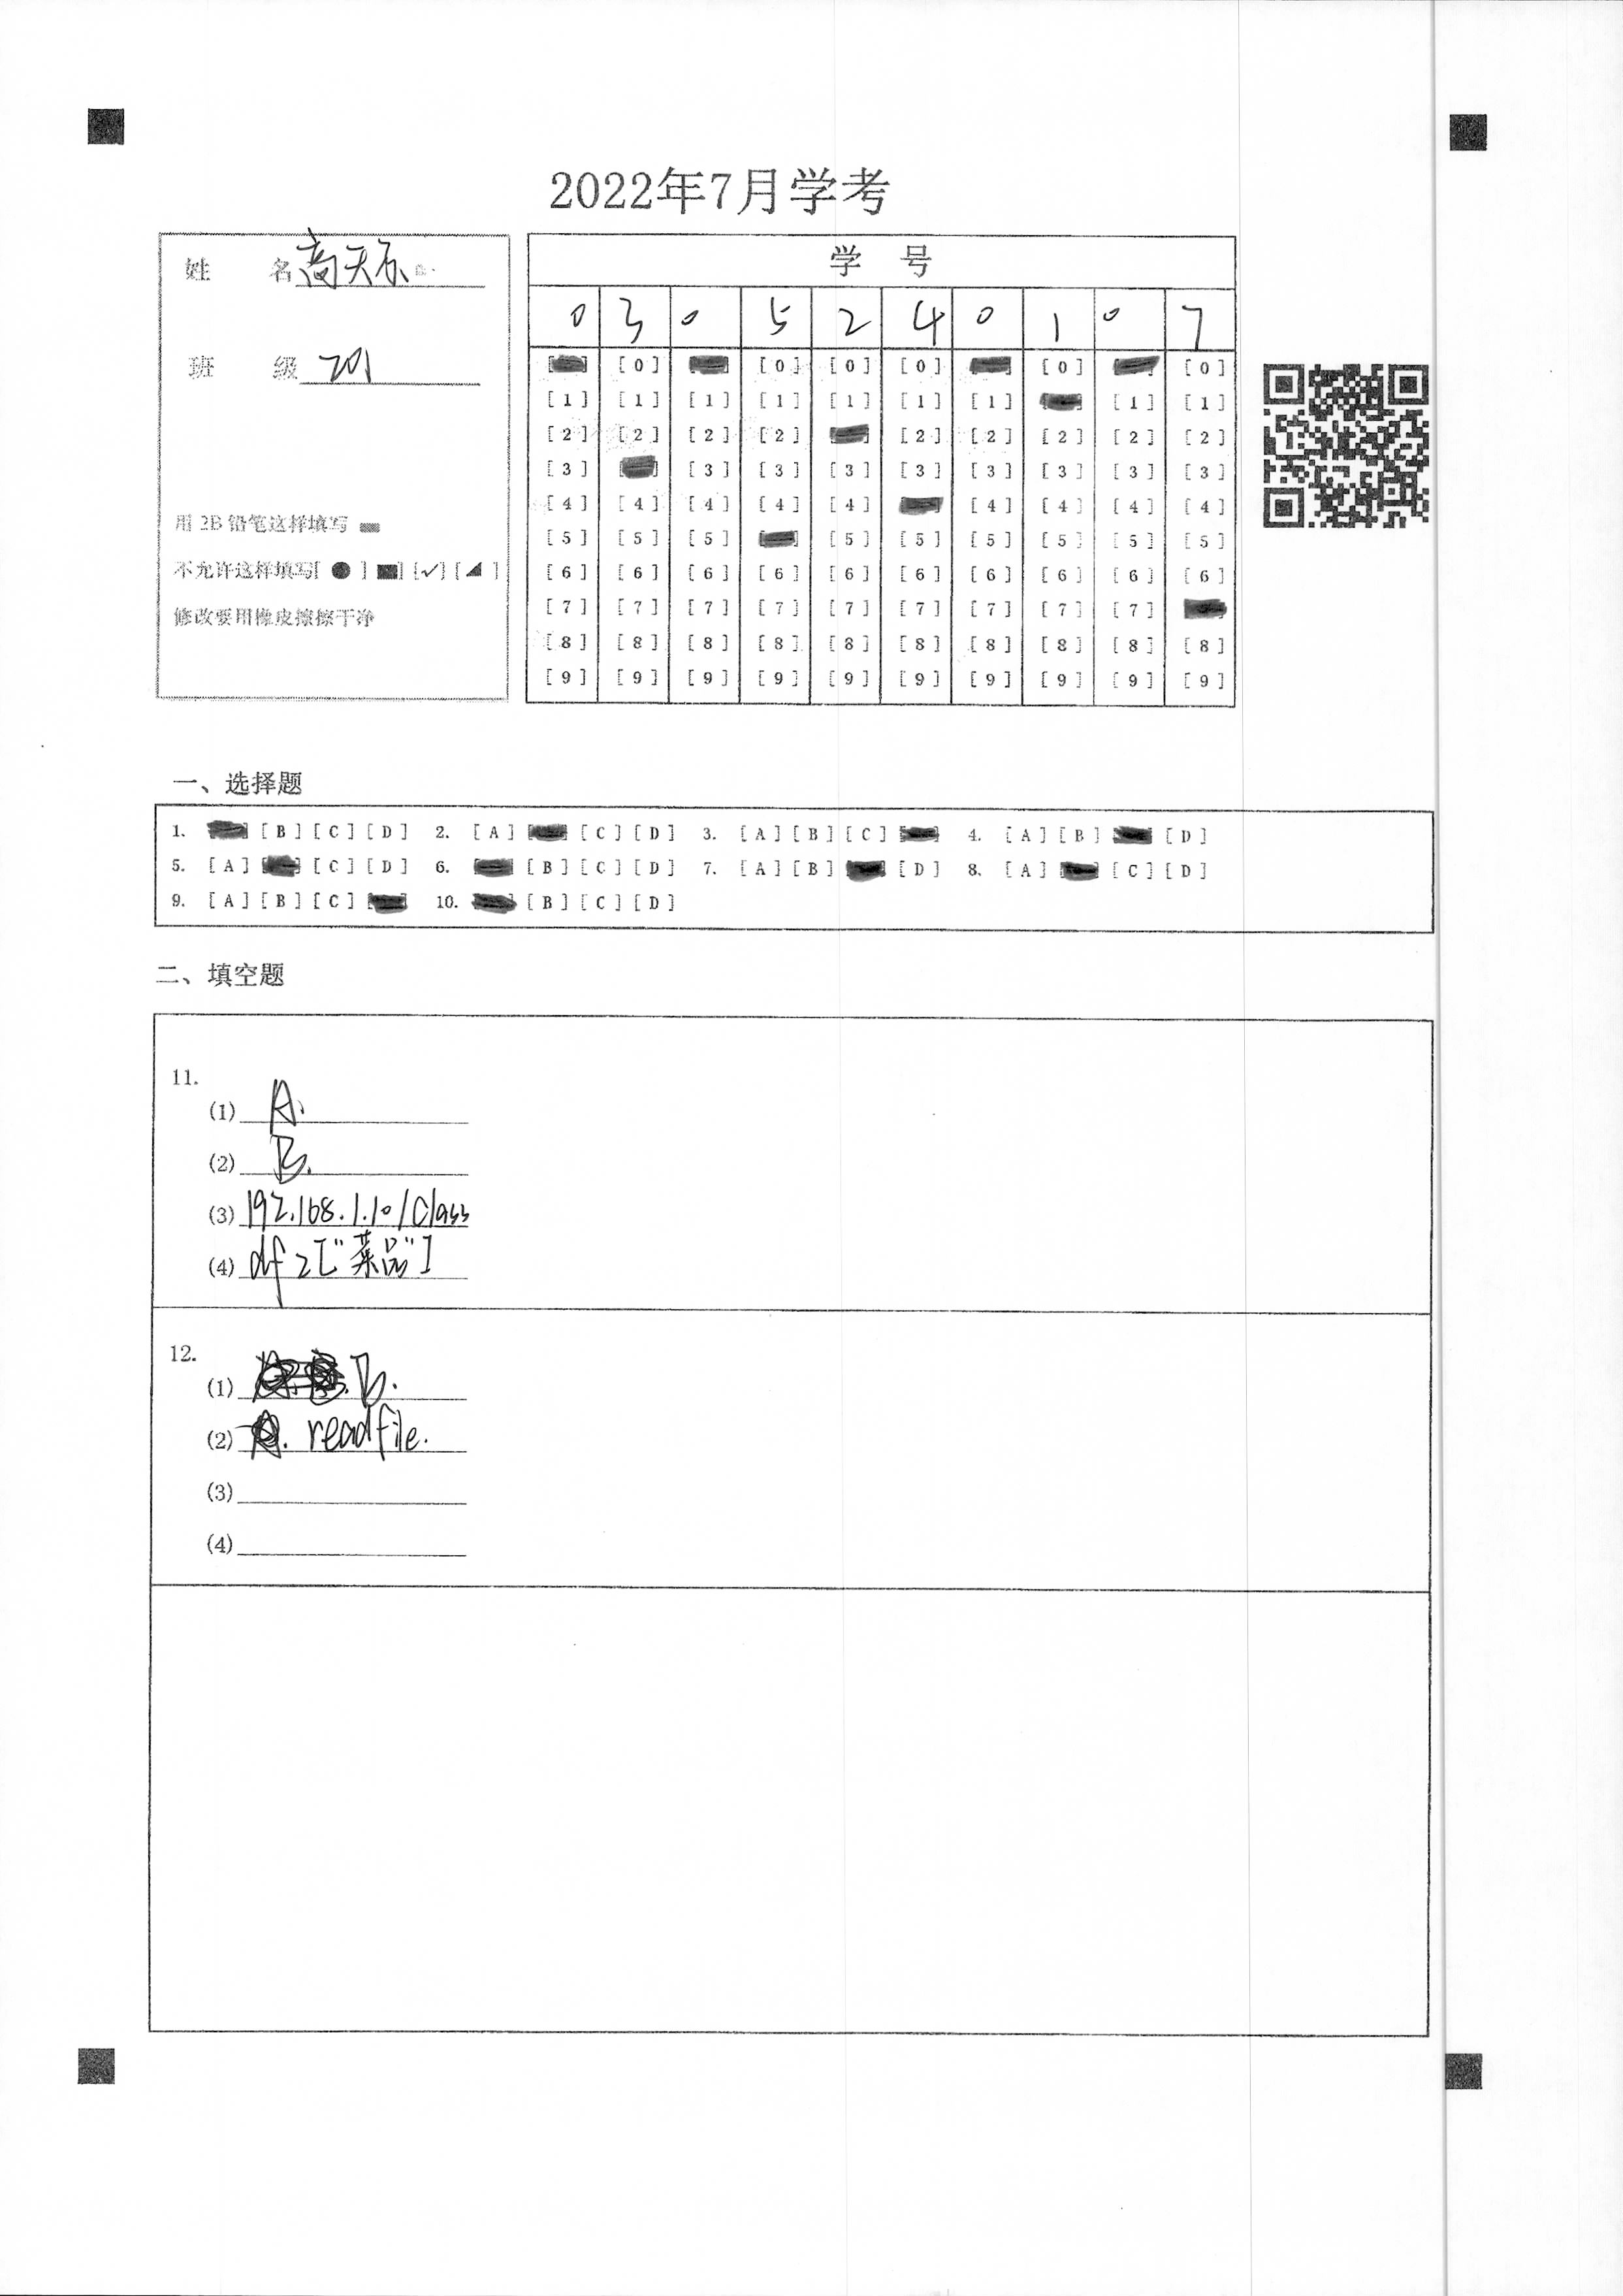 2022年7月学考
姓 名 高天乐
班 级 201
用 2B 铅笔这样填写
不允许这样填写[ ● ] [■] [✓] [◢ ]
修改要用橡皮擦擦干净
学 号
0 3 0 5 2 4 0 1 0 7
[0] [0] [0] [0] [0] [0]
[1] [1] [1] [1] [1] [1] [1] [1] [1]
[2] [2] [2] [2] [2] [2] [2] [2] [2]
[3] [3] [3] [3] [3] [3] [3] [3] [3]
[4] [4] [4] [4] [4] [4] [4] [4] [4]
[5] [5] [5] [5] [5] [5] [5] [5] [5]
[6] [6] [6] [6] [6] [6] [6] [6] [6] [6]
[7] [7] [7] [7] [7] [7] [7] [7] [7]
[8] [8] [8] [8] [8] [8] [8] [8] [8] [8]
[9] [9] [9] [9] [9] [9] [9] [9] [9] [9]
一、选择题
1. [B] [C] [D] 2. [A] [C] [D] 3. [A] [B] [C] 4. [A] [B] [D]
5. [A] [C] [D] 6. [B] [C] [D] 7. [A] [B] [D] 8. [A] [C] [D]
9. [A] [B] [C] 10. [B] [C] [D]
二、填空题
11.
(1) A.
(2) B.
(3) 192.168.1.10/Class
(4) df2["菜品"]
12.
(1) B.
(2) readfile.
(3)
(4)